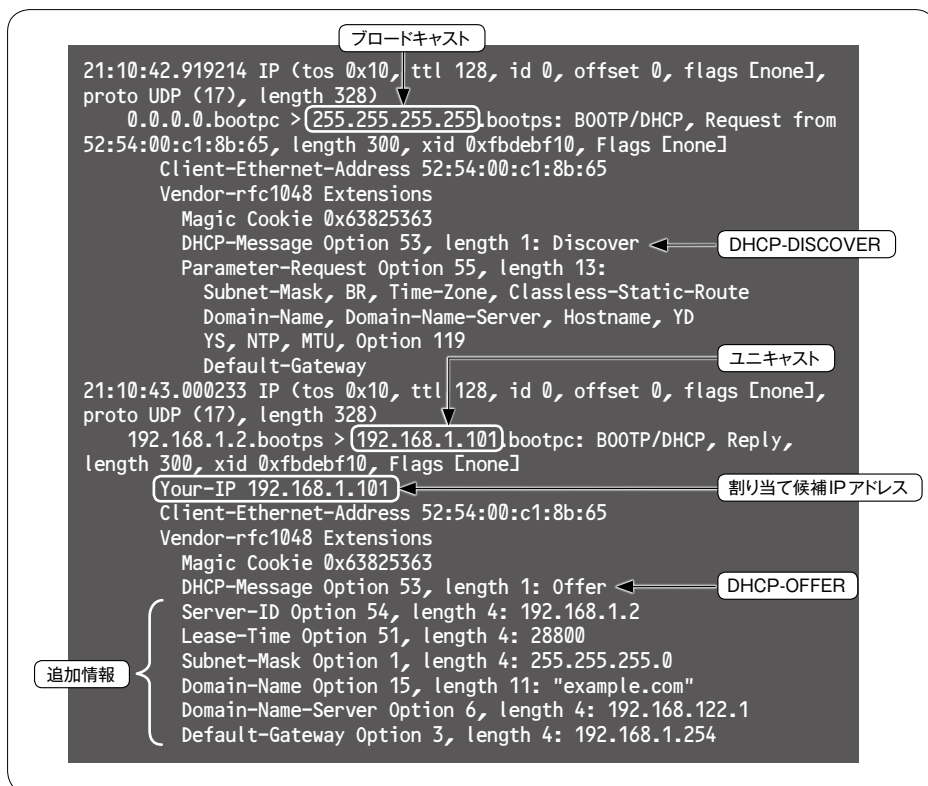 ブロードキャスト
21:10:42.919214 IP (tos 0x10, ttl 128, id 0, offset 0, flags [none],
proto UDP (17), length 328)
0.0.0.0.bootpc > 255.255.255.255.bootps: BOOTP/DHCP, Request from
52:54:00:c1:8b:65, length 300, xid 0xfbdebf10, Flags [none]
Client-Ethernet-Address 52:54:00:c1:8b:65
Vendor-rfc1048 Extensions
Magic Cookie 0x63825363
DHCP-Message Option 53, length 1: Discover
DHCP-DISCOVER
Parameter-Request Option 55, length 13:
Subnet-Mask, BR, Time-Zone, Classless-Static-Route
Domain-Name, Domain-Name-Server, Hostname, YD
YS, NTP, MTU, Option 119
ユニキャスト
Default-Gateway
21:10:43.000233 IP (tos 0x10, ttl 128, id 0, offset 0, flags [none],
proto UDP (17), length 328)
192.168.1.2.bootps > 192.168.1.101.bootpc: BOOTP/DHCP, Reply,
length 300, xid 0xfbdebf10, Flags [none]
Your-IP 192.168.1.101
割り当て候補IPアドレス
Client-Ethernet-Address 52:54:00:c1:8b:65
Vendor-rfc1048 Extensions
Magic Cookie 0x63825363
DHCP-Message Option 53, length 1: Offer
DHCP-OFFER
Server-ID Option 54, length 4: 192.168.1.2
Lease-Time Option 51, length 4: 28800
Subnet-Mask Option 1, length 4: 255.255.255.0
追加情報
Domain-Name Option 15, length 11: "example.com"
Domain-Name-Server Option 6, length 4: 192.168.122.1
Default-Gateway Option 3, length 4: 192.168.1.254